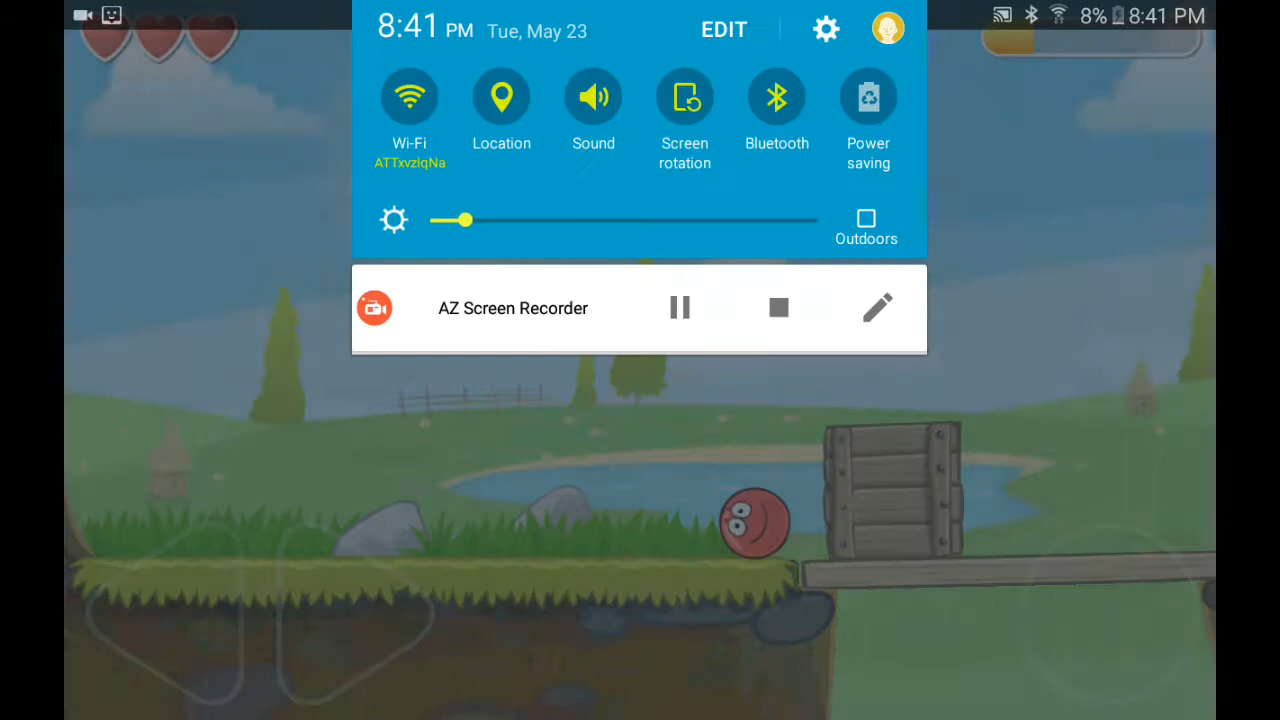 8:41 PM Tue, May 23 EDIT
8% 8:41 PM
Wi-Fi
ATTxvzlqNa
Location
Sound
Screen
rotation
Bluetooth
Power
saving
Outdoors
AZ Screen Recorder